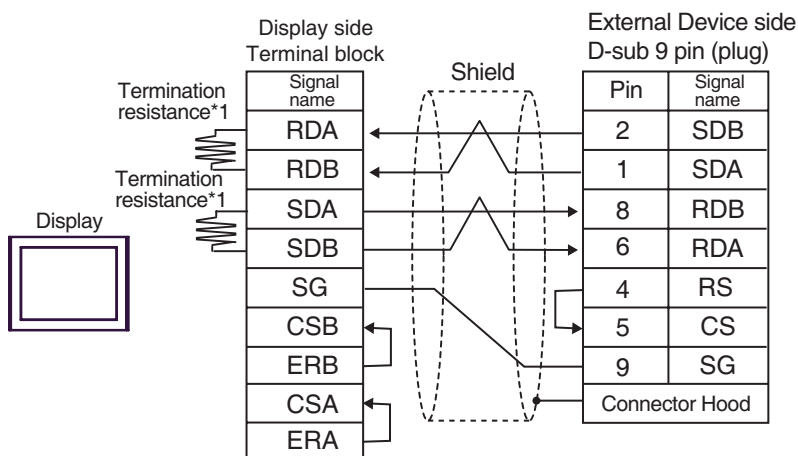 Display side
Terminal block
External Device side
D-sub 9 pin (plug)
Shield
Termination
resistance*1
Termination
resistance*1
Display
Signal
name
RDA
RDB
SDA
SDB
SG
CSB
ERB
CSA
ERA
Pin Signal
name
2 SDB
1 SDA
8 RDB
6 RDA
4 RS
5 CS
9 SG
Connector Hood